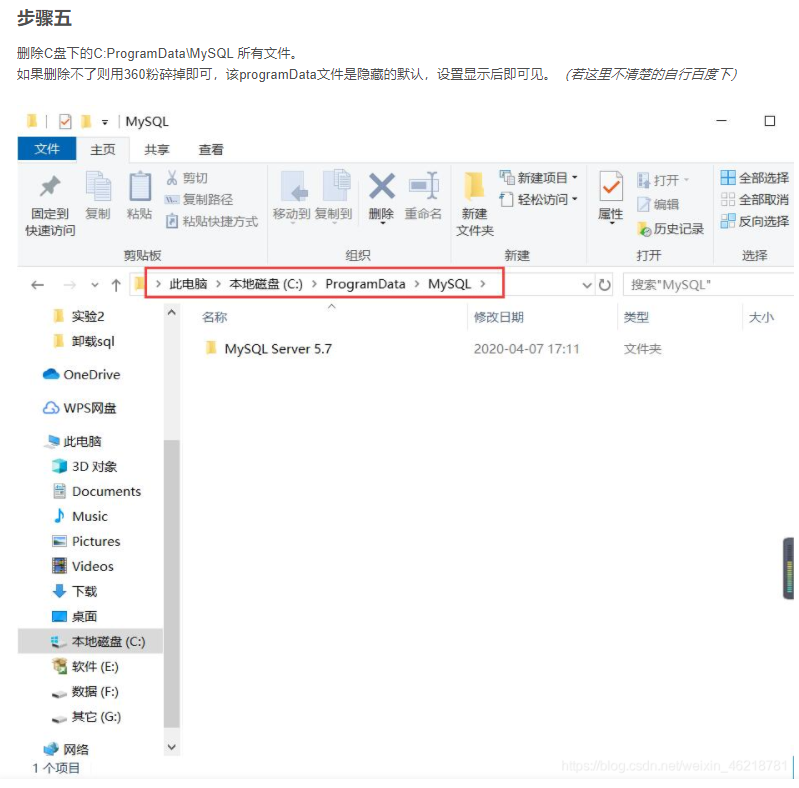 步骤五
删除C盘下的C:ProgramData\MySQL 所有文件。
如果删除不了则用360粉碎掉即可，该programData文件是隐藏的默认，设置显示后即可见。（若这里不清楚的自行百度下）
MySQL
文件 主页 共享 查看
固定到快速访问 复制 粘贴 剪切 复制路径 粘贴快捷方式
移动到 复制到 删除 重命名
新建文件夹 新建项目 轻松访问
属性 打开 编辑 历史记录
全部选择 全部取消 反向选择
剪贴板 组织 新建 打开 选择
此电脑 > 本地磁盘 (C:) > ProgramData > MySQL >
搜索"MySQL"
名称 修改日期 类型 大小
MySQL Server 5.7 2020-04-07 17:11 文件夹
实验2
卸载sql
OneDrive
WPS网盘
此电脑
3D 对象
Documents
Music
Pictures
Videos
下载
桌面
本地磁盘 (C:)
软件 (E:)
数据 (F:)
其它 (G:)
网络
1 个项目
https://blog.csdn.net/weixin_46218781